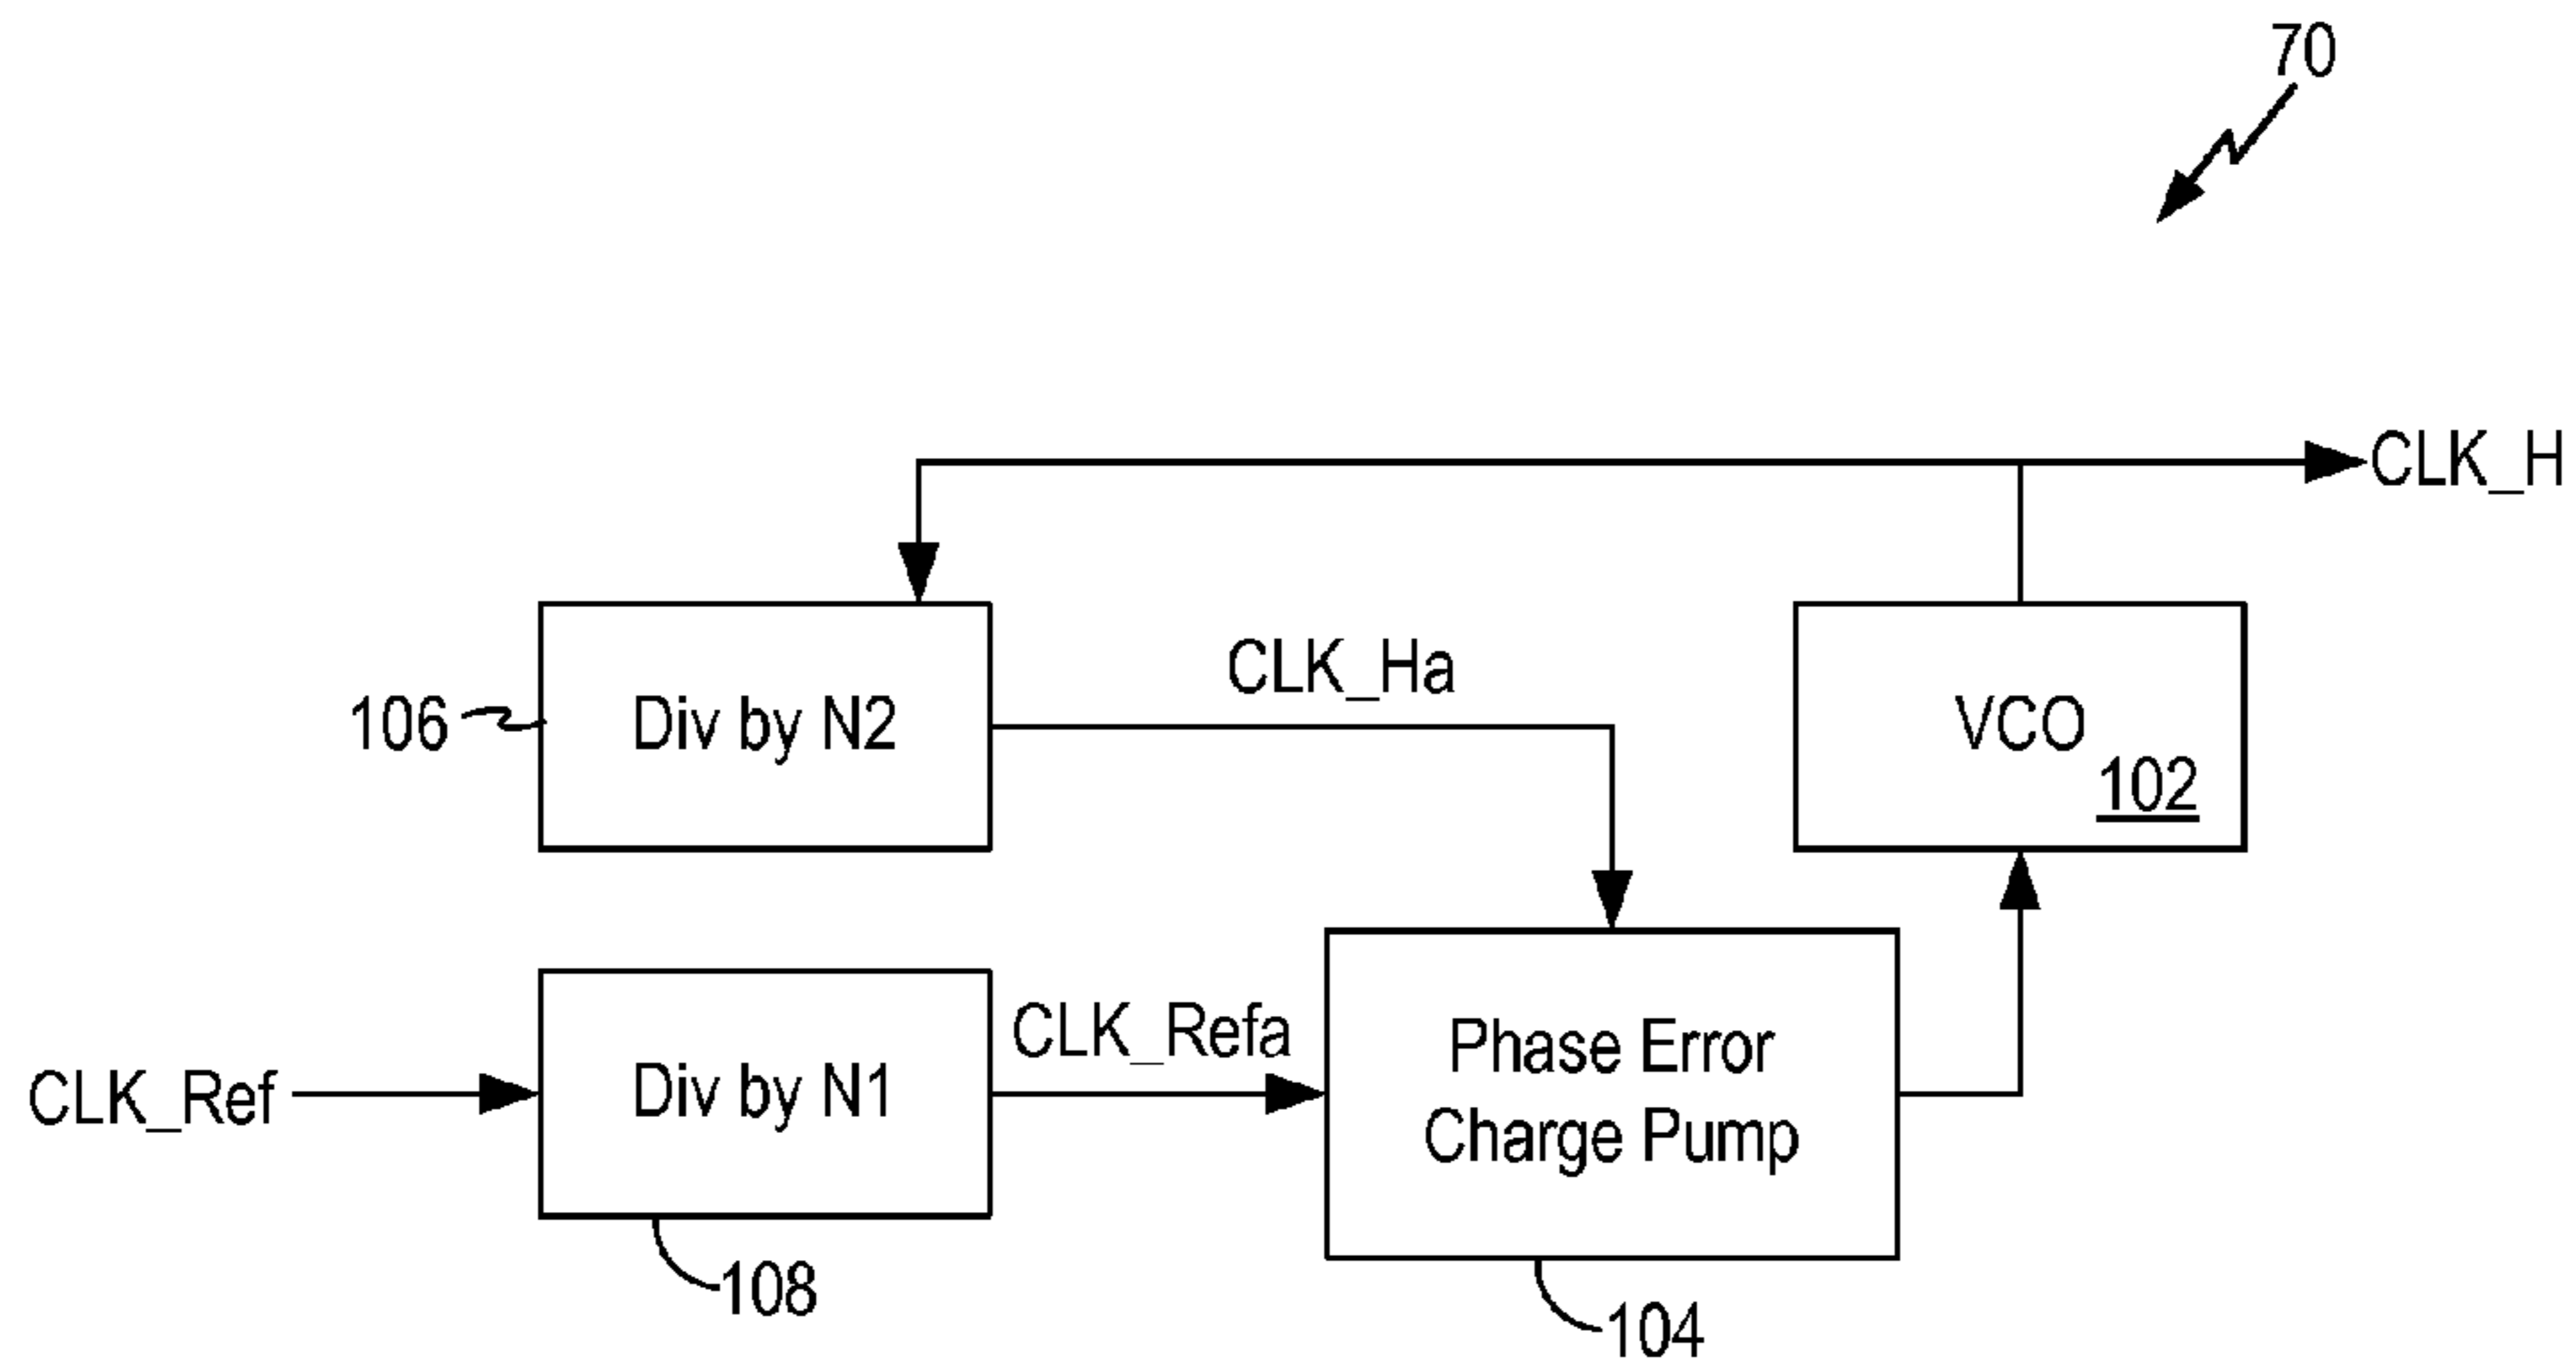 70
CLK_H
CLK_Ha
106
Div by N2
VCO
102
CLK_Refa
CLK_Ref
Div by N1
Phase Error
Charge Pump
108
104